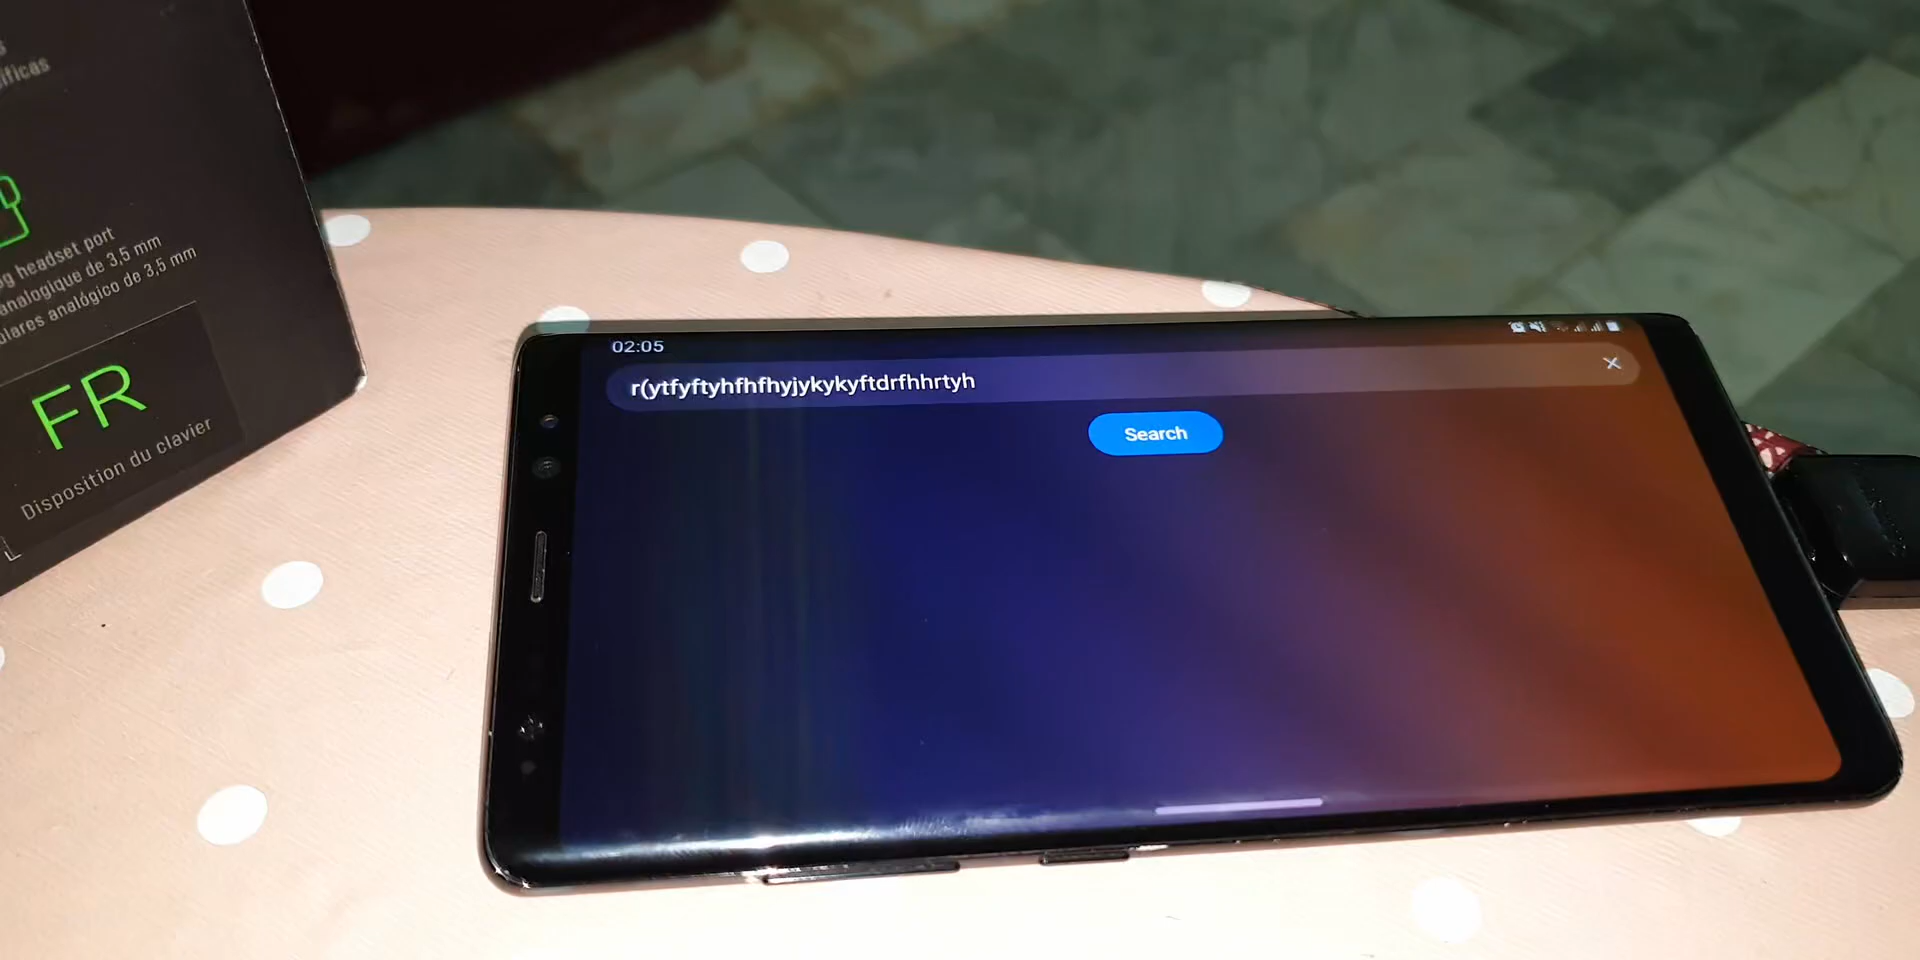 ificas
headset port
analogique de 3,5 mm
analógico de 3,5 mm
FR
Disposition du clavier
02:05
r(ytfyftyhfhfhyjykykyftdrfhhrtyh
Search